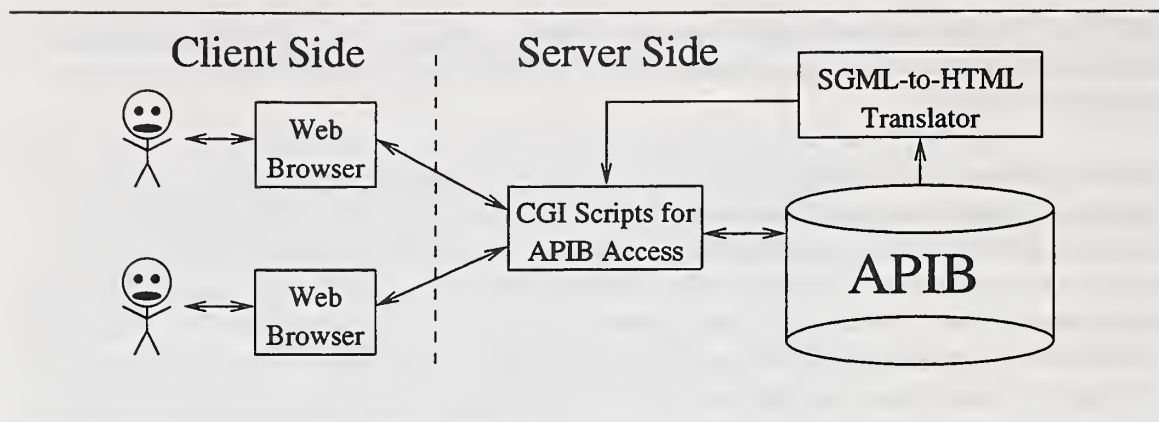 Client Side
Server Side
SGML-to-HTML
Translator
Web
Browser
CGI Scripts for
APIB Access
APIB
Web
Browser